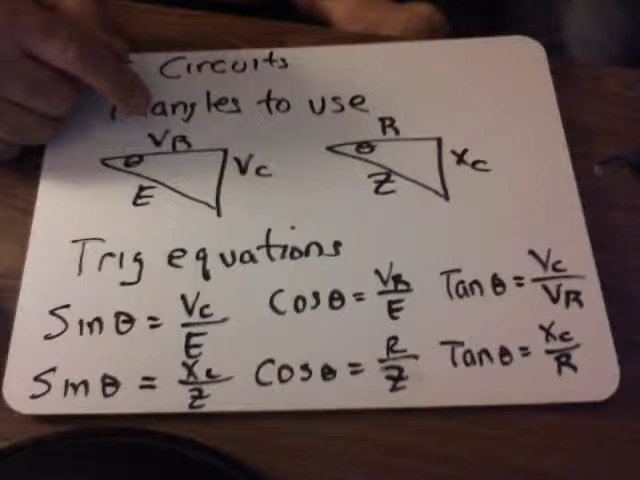 Circuits
to use
VR
θ
VC
E
R
θ
XC
Z
Trig equations
Sin θ = VC/E Cos θ = VR/E Tan θ = VC/VR
Sin θ = XC/Z Cos θ = R/Z Tan θ = XC/R